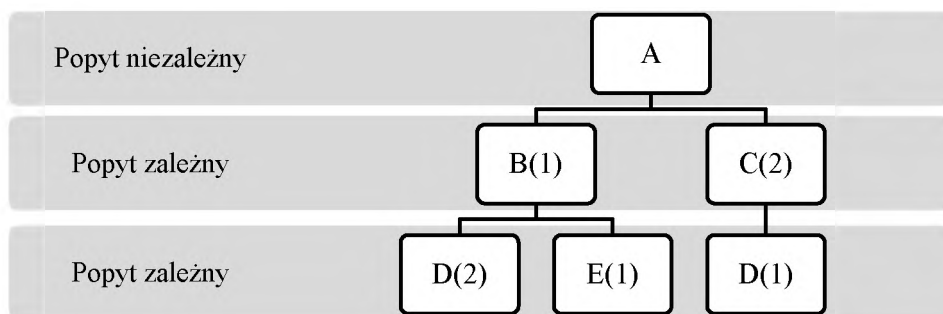 Popyt niezależny
A
Popyt zależny
B(1)
C(2)
Popyt zależny
D(2)
E(1)
D(1)